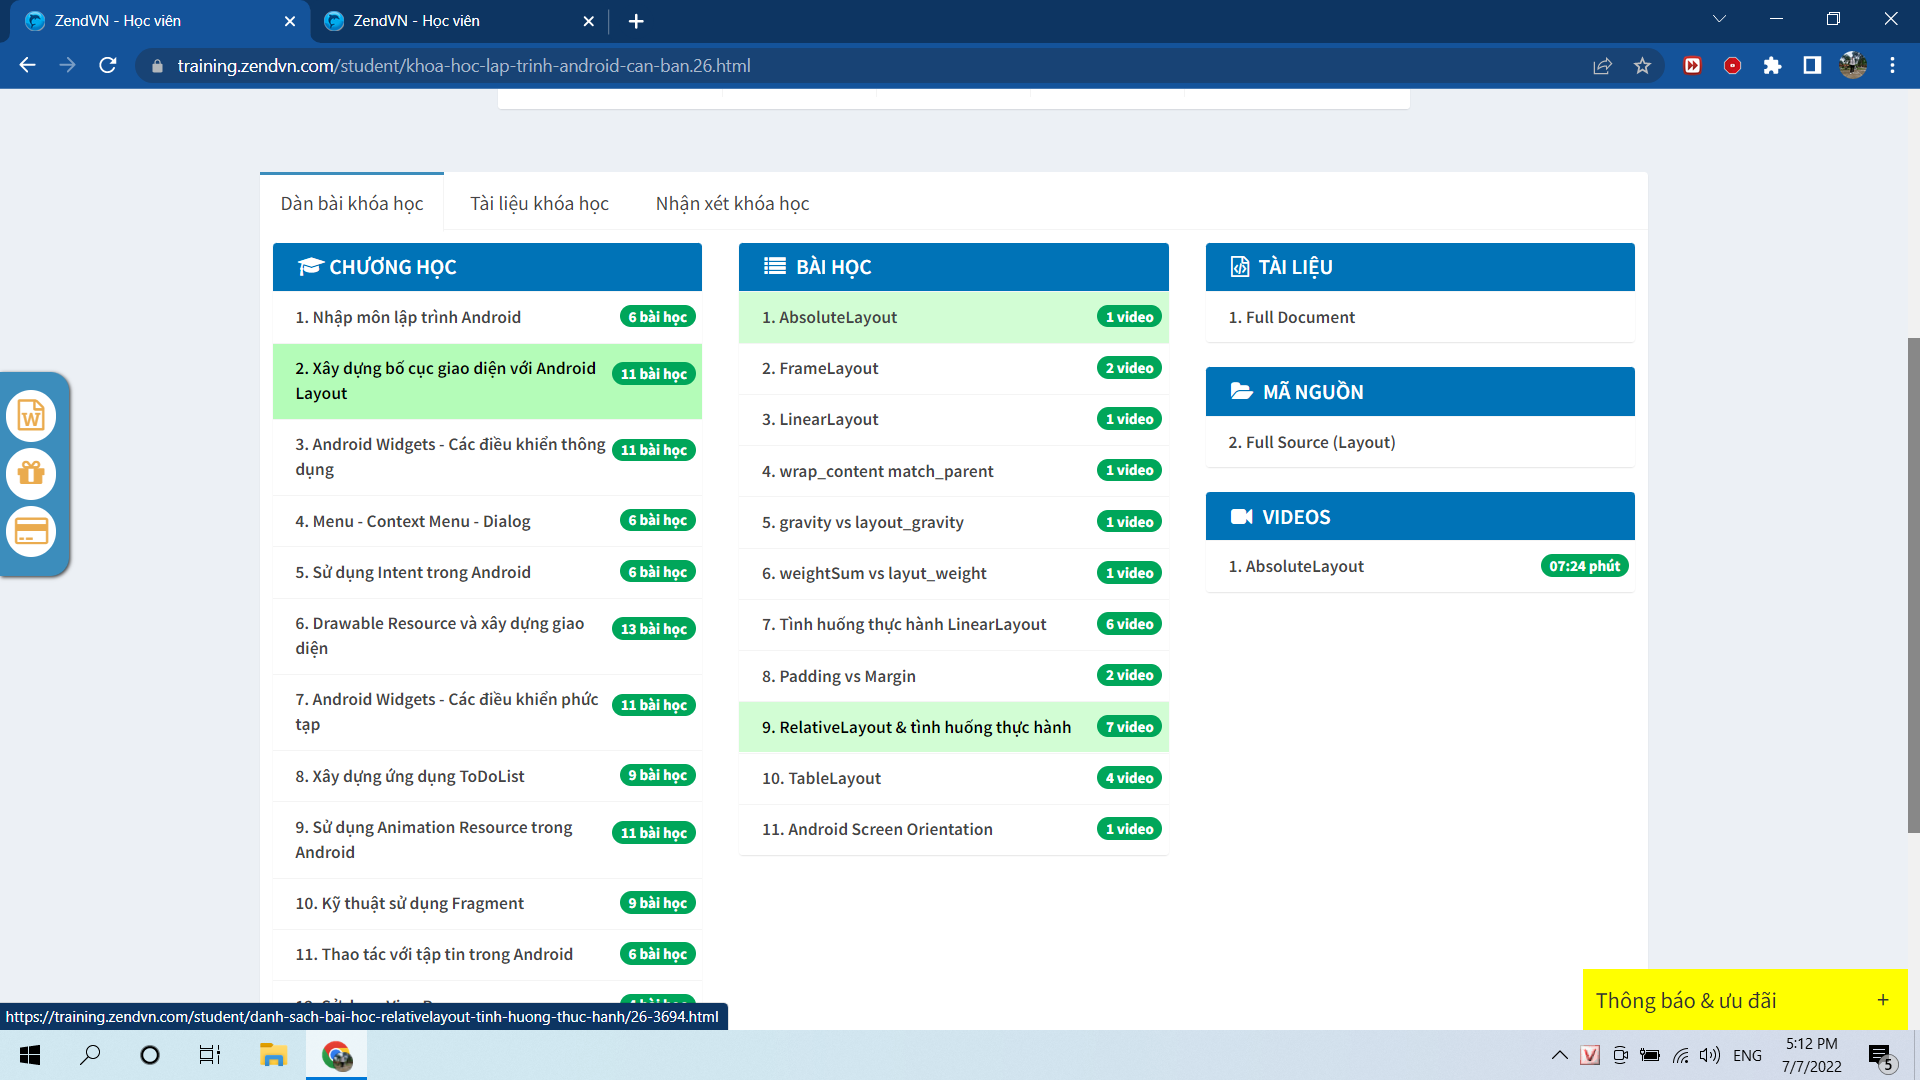 ZendVN - Học viên
ZendVN - Học viên
training.zendvn.com/student/khoa-hoc-lap-trinh-android-can-ban.26.html
Dàn bài khóa học
Tài liệu khóa học
Nhận xét khóa học
CHƯƠNG HỌC
1. Nhập môn lập trình Android
6 bài học
2. Xây dựng bố cục giao diện với Android
Layout
11 bài học
3. Android Widgets - Các điều khiển thông
dụng
11 bài học
4. Menu - Context Menu - Dialog
6 bài học
5. Sử dụng Intent trong Android
6 bài học
6. Drawable Resource và xây dựng giao
diện
13 bài học
7. Android Widgets - Các điều khiển phức
tạp
11 bài học
8. Xây dựng ứng dụng ToDoList
9 bài học
9. Sử dụng Animation Resource trong
Android
11 bài học
10. Kỹ thuật sử dụng Fragment
9 bài học
11. Thao tác với tập tin trong Android
6 bài học
BÀI HỌC
1. AbsoluteLayout
1 video
2. FrameLayout
2 video
3. LinearLayout
1 video
4. wrap_content match_parent
1 video
5. gravity vs layout_gravity
1 video
6. weightSum vs layut_weight
1 video
7. Tình huống thực hành LinearLayout
6 video
8. Padding vs Margin
2 video
9. RelativeLayout & tình huống thực hành
7 video
10. TableLayout
4 video
11. Android Screen Orientation
1 video
TÀI LIỆU
1. Full Document
MÃ NGUỒN
2. Full Source (Layout)
VIDEOS
1. AbsoluteLayout
07:24 phút
Thông báo & ưu đãi
+
https://training.zendvn.com/student/danh-sach-bai-hoc-relativelayout-tinh-huong-thuc-hanh/26-3694.html
ENG
5:12 PM
7/7/2022
5